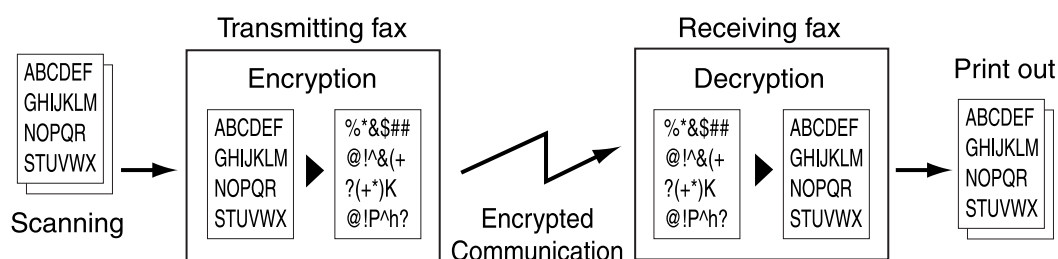 Transmitting fax
Receiving fax
ABCDEF
GHIJKLM
NOPQR
STUVWX
Scanning
Encryption
ABCDEF
GHIJKLM
NOPQR
STUVWX
%*&$##
@!^&(+
?(+*)K
@!P^h?
Encrypted
Communication
Decryption
%*&$##
@!^&(+
?(+*)K
@!P^h?
ABCDEF
GHIJKLM
NOPQR
STUVWX
Print out
ABCDEF
GHIJKLM
NOPQR
STUVWX